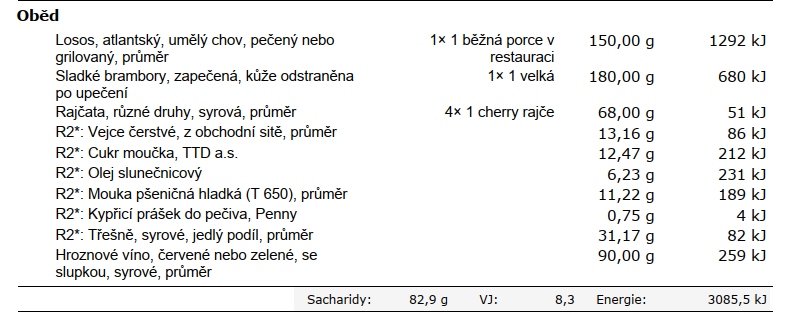 Oběd
Losos, atlantský, umělý chov, pečený nebo grilovaný, průměr 1× 1 běžná porce v restauraci 150,00 g 1292 kJ
Sladké brambory, zapečená, kůže odstraněna po upečení 1× 1 velká 180,00 g 680 kJ
Rajčata, různé druhy, syrová, průměr 4× 1 cherry rajče 68,00 g 51 kJ
R2*: Vejce čerstvé, z obchodní sitě, průměr 13,16 g 86 kJ
R2*: Cukr moučka, TTD a.s. 12,47 g 212 kJ
R2*: Olej slunečnicový 6,23 g 231 kJ
R2*: Mouka pšeničná hladká (T 650), průměr 11,22 g 189 kJ
R2*: Kypřicí prášek do pečiva, Penny 0,75 g 4 kJ
R2*: Třešně, syrové, jedlý podíl, průměr 31,17 g 82 kJ
Hroznové víno, červené nebo zelené, se slupkou, syrové, průměr 90,00 g 259 kJ
Sacharidy: 82,9 g VJ: 8,3 Energie: 3085,5 kJ